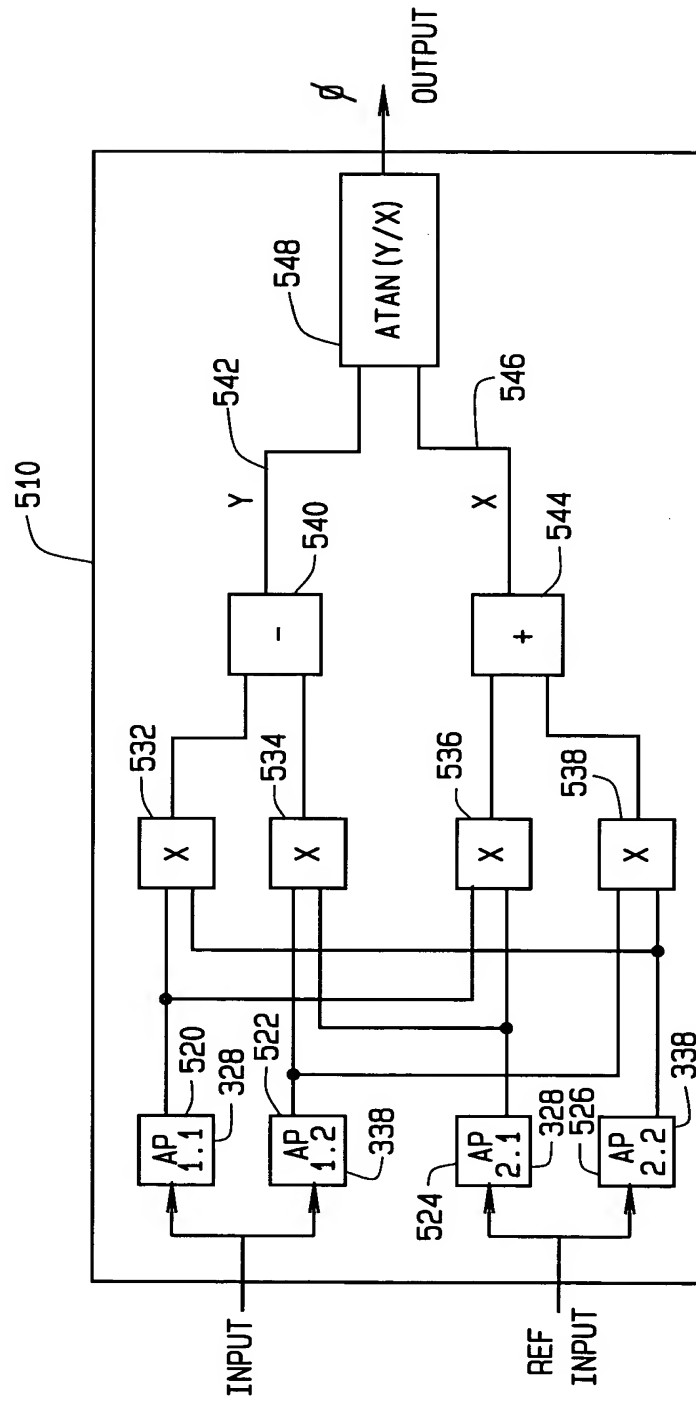 510
INPUT
REF
INPUT
AP
1.1
520
328
AP
1.2
522
338
524
AP
2.1
328
526
AP
2.2
338
X
532
X
534
X
536
X
538
-
540
+
544
Y
542
X
546
ATAN (Y/X)
548
Ø
OUTPUT